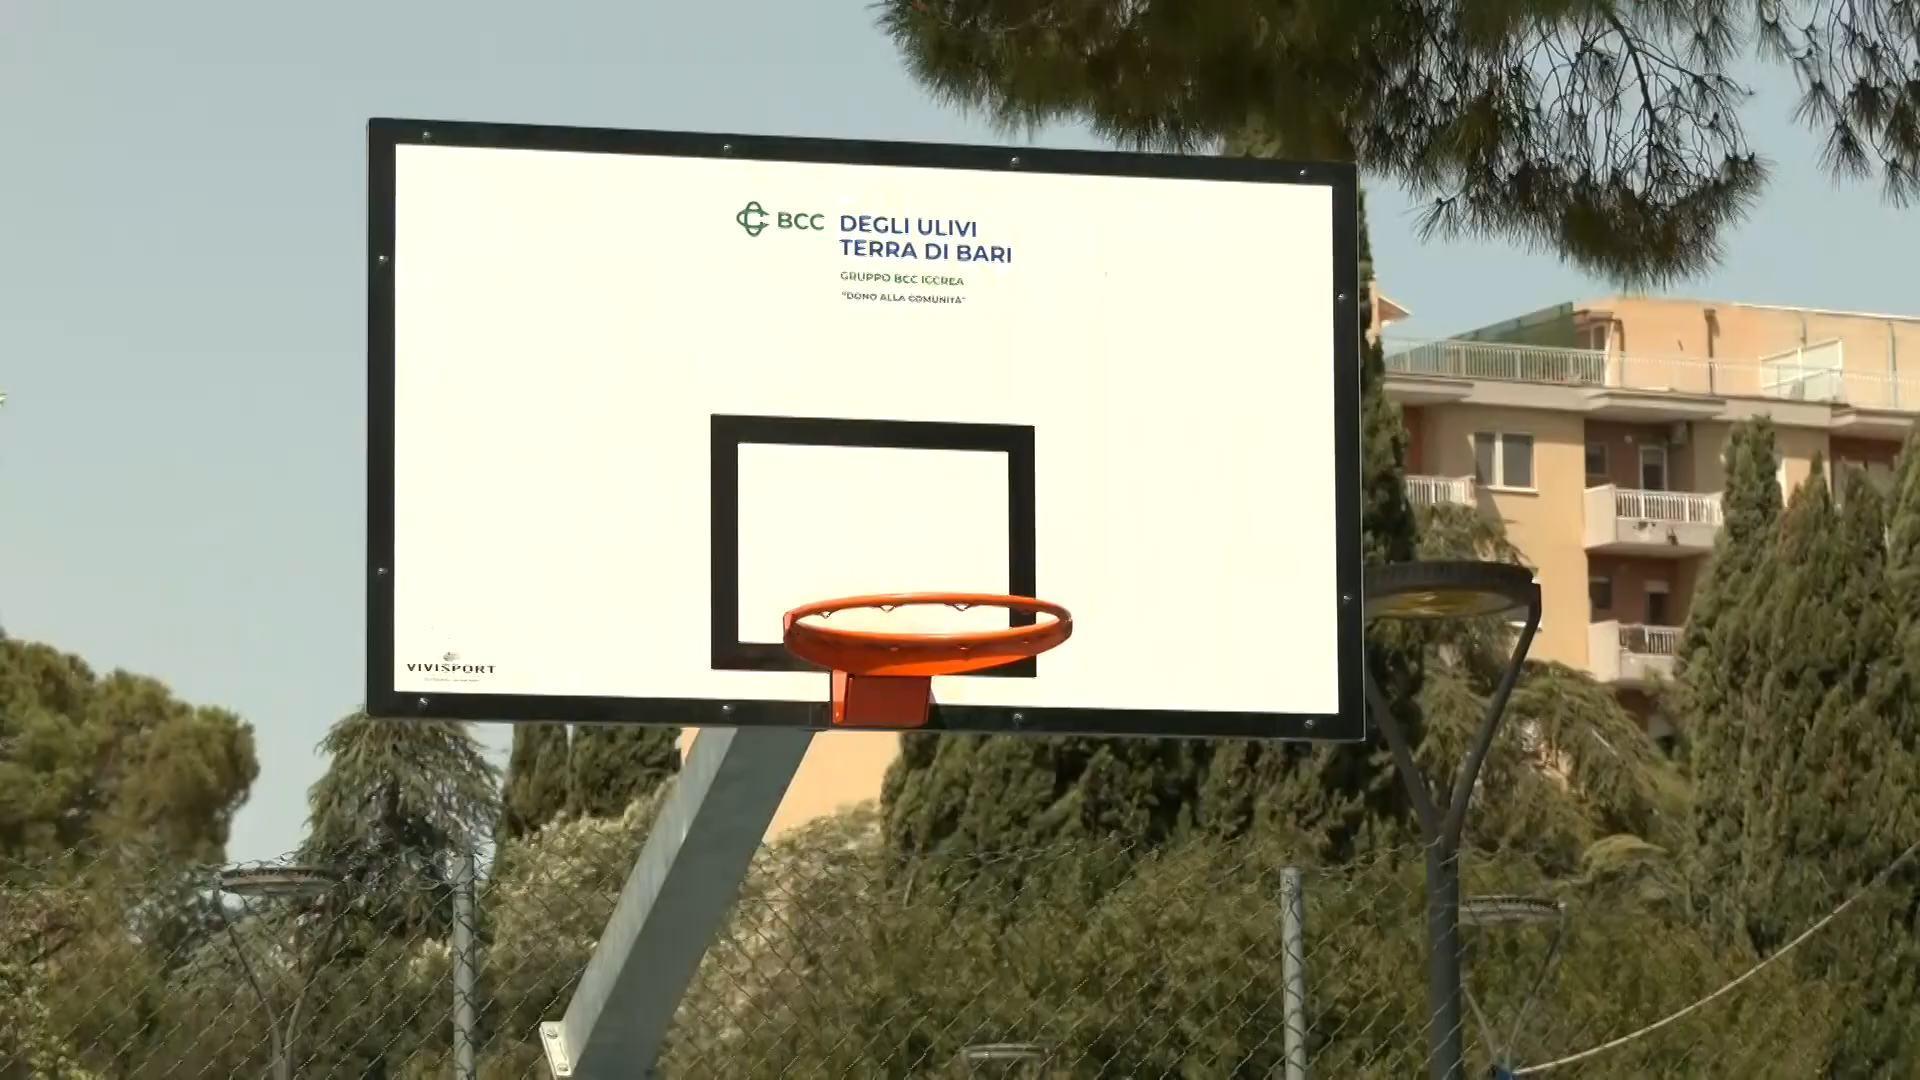 BCC DEGLI ULIVI
TERRA DI BARI
GRUPPO BCC ICCREA
"DONO ALLA COMUNITÀ"
VIVISPORT